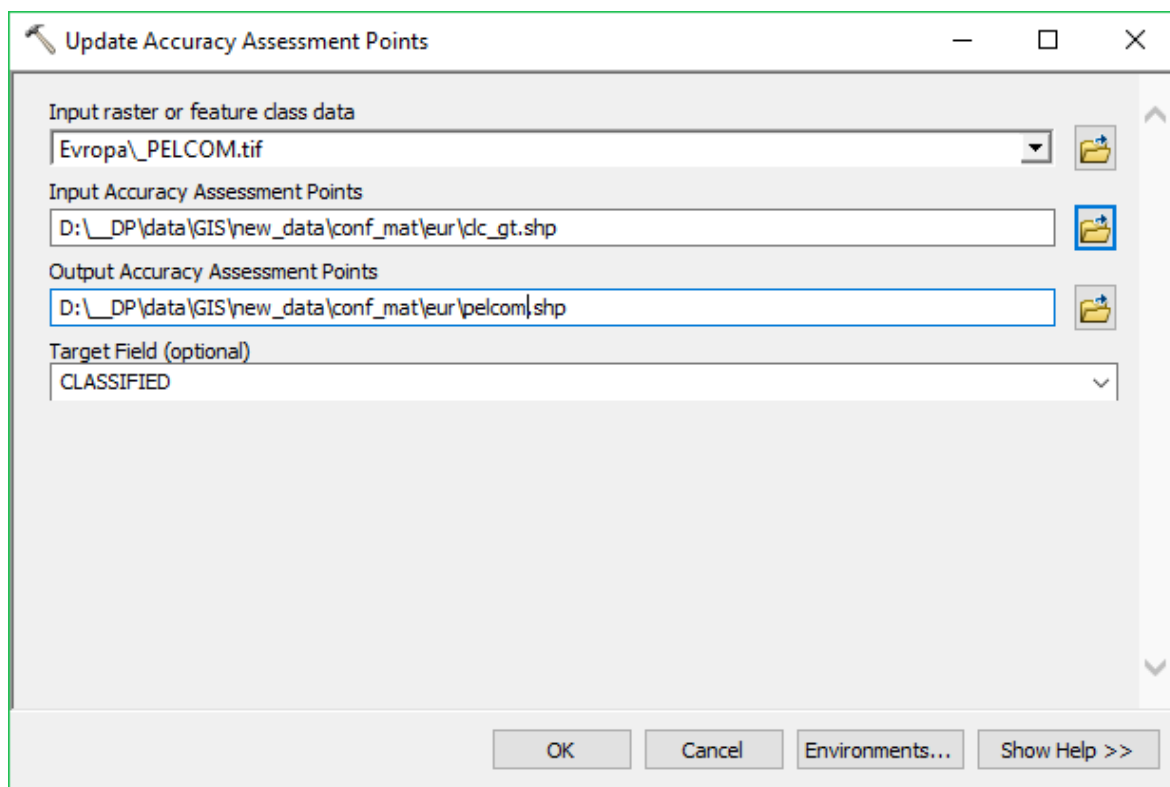 Update Accuracy Assessment Points
Input raster or feature class data
Evropa\_PELCOM.tif
Input Accuracy Assessment Points
D:\__DP\data\GIS\new_data\conf_mat\eur\clc_gt.shp
Output Accuracy Assessment Points
D:\__DP\data\GIS\new_data\conf_mat\eur\pelcom.shp
Target Field (optional)
CLASSIFIED
OK Cancel Environments... Show Help >>